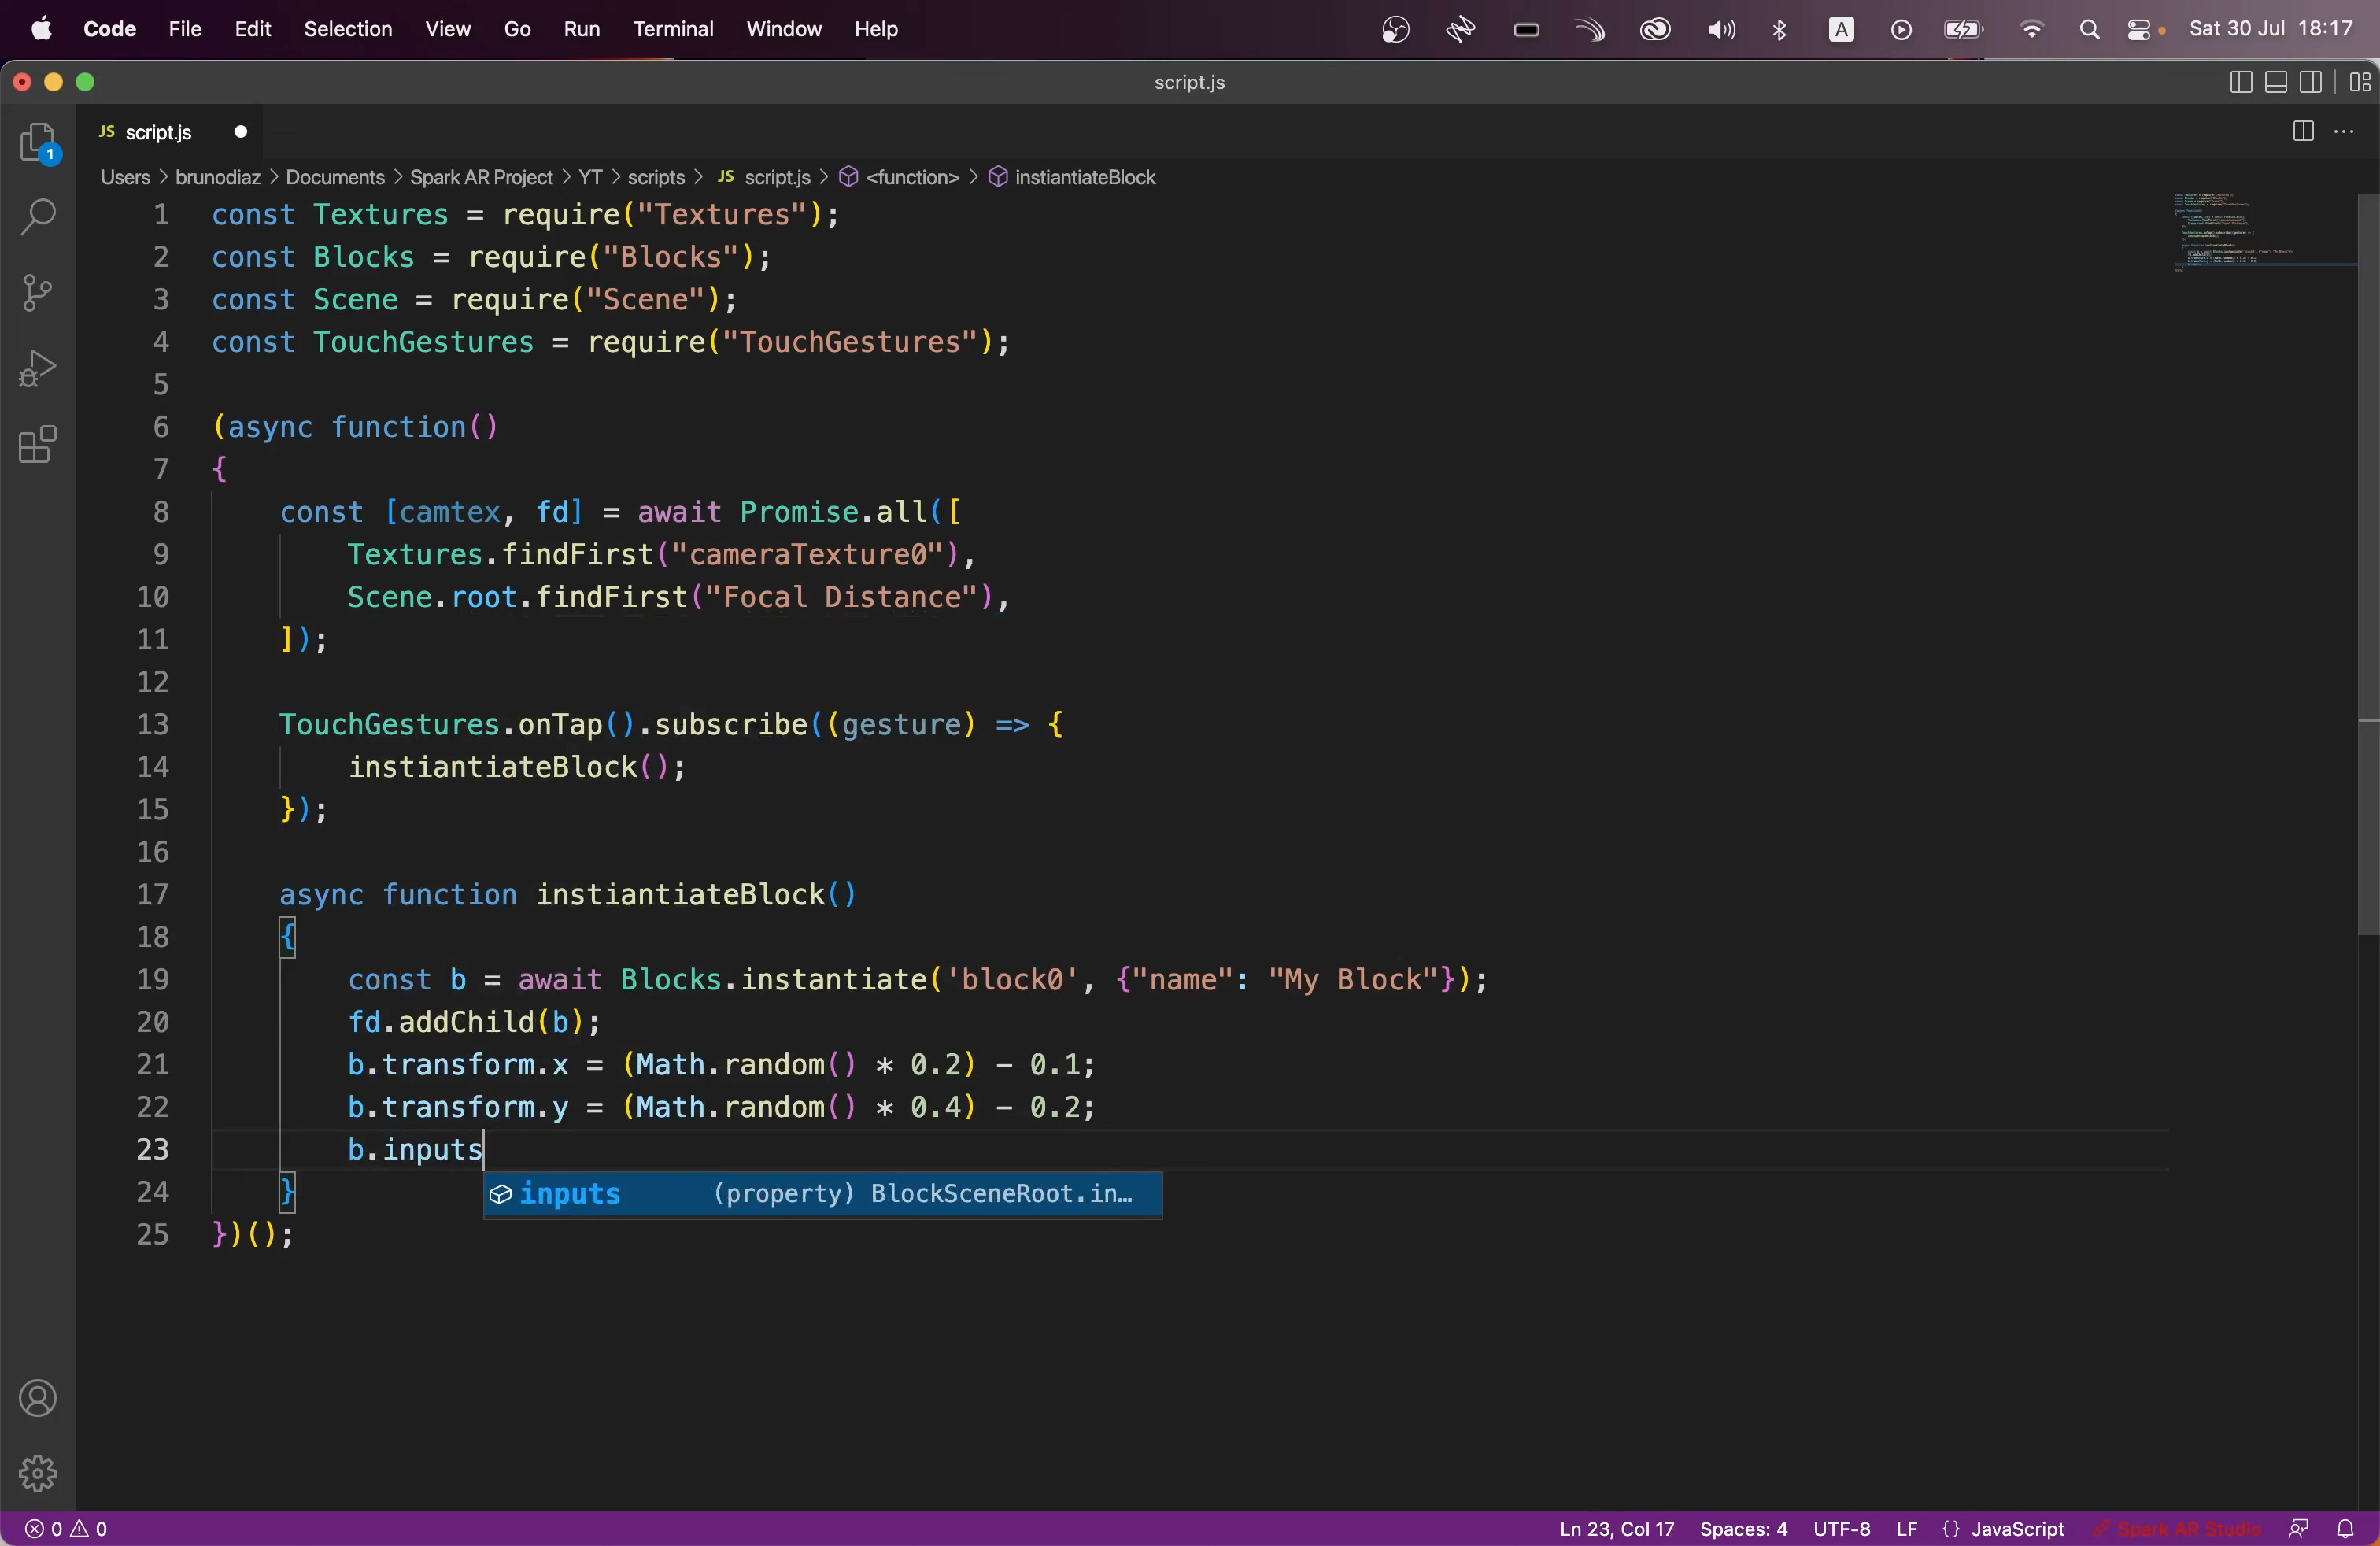 Code File Edit Selection View Go Run Terminal Window Help A Sat 30 Jul 18:17
script.js
JS script.js
1
Users > brunodiaz > Documents > Spark AR Project > YT > scripts > JS script.js > <function> > instiantiateBlock
1 const Textures = require("Textures");
2 const Blocks = require("Blocks");
3 const Scene = require("Scene");
4 const TouchGestures = require("TouchGestures");
5
6 (async function()
7 {
8 const [camtex, fd] = await Promise.all([
9 Textures.findFirst("cameraTexture0"),
10 Scene.root.findFirst("Focal Distance"),
11 ]);
12
13 TouchGestures.onTap().subscribe((gesture) => {
14 instiantiateBlock();
15 });
16
17 async function instiantiateBlock()
18 {
19 const b = await Blocks.instantiate('block0', {"name": "My Block"});
20 fd.addChild(b);
21 b.transform.x = (Math.random() * 0.2) - 0.1;
22 b.transform.y = (Math.random() * 0.4) - 0.2;
23 b.inputs
24 }
inputs (property) BlockSceneRoot.in…
25 })();
0 0 Ln 23, Col 17 Spaces: 4 UTF-8 LF {} JavaScript Spark AR Studio